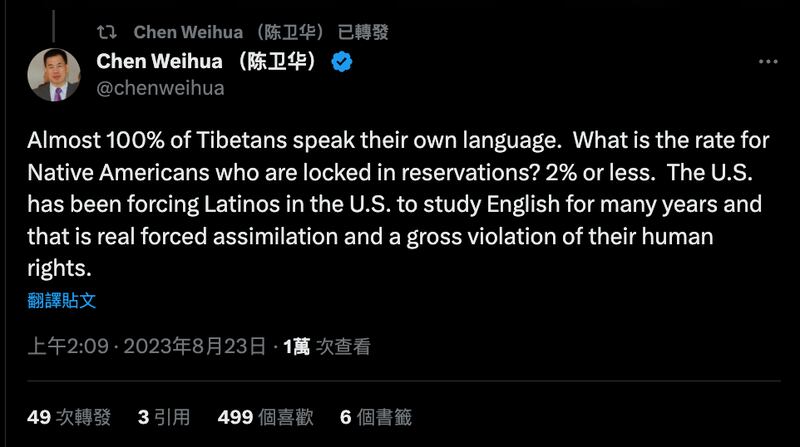 Chen Weihua （陈卫华） 已轉發
Chen Weihua （陈卫华）
@chenweihua
Almost 100% of Tibetans speak their own language.  What is the rate for
Native Americans who are locked in reservations? 2% or less.  The U.S.
has been forcing Latinos in the U.S. to study English for many years and
that is real forced assimilation and a gross violation of their human
rights.
翻譯貼文
上午2:09 · 2023年8月23日 · 1萬 次查看
49 次轉發 3 引用 499 個喜歡 6 個書籤